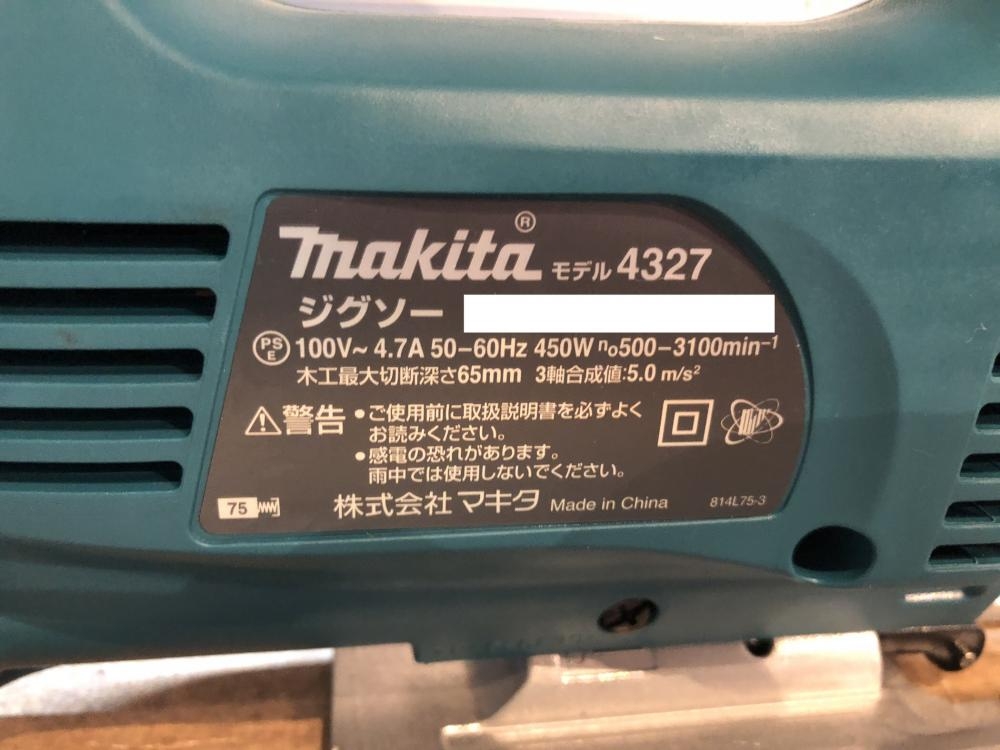 makita® モデル 4327
ジグソー
PS E 100V~ 4.7A 50-60Hz 450W n₀500-3100min⁻¹
木工最大切断深さ65mm 3軸合成値:5.0 m/s²
警告 ●ご使用前に取扱説明書を必ずよく
お読みください。
●感電の恐れがあります。
雨中では使用しないでください。
75 株式会社 マキタ Made in China 814L75-3